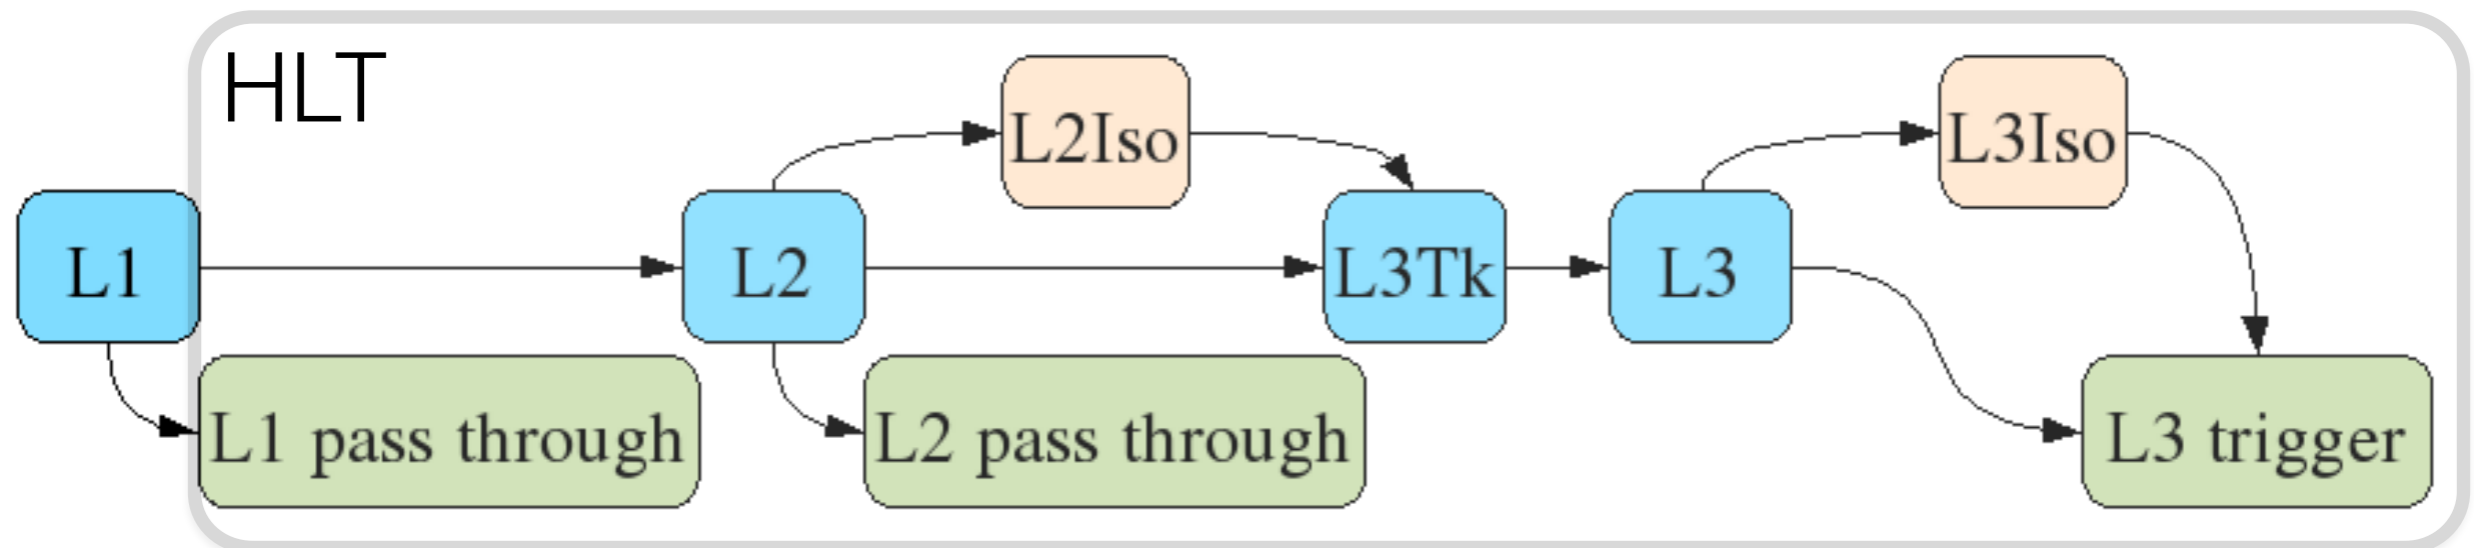 HLT
L2Iso
L3Iso
L1
L2
L3Tk
L3
L1 pass through
L2 pass through
L3 trigger